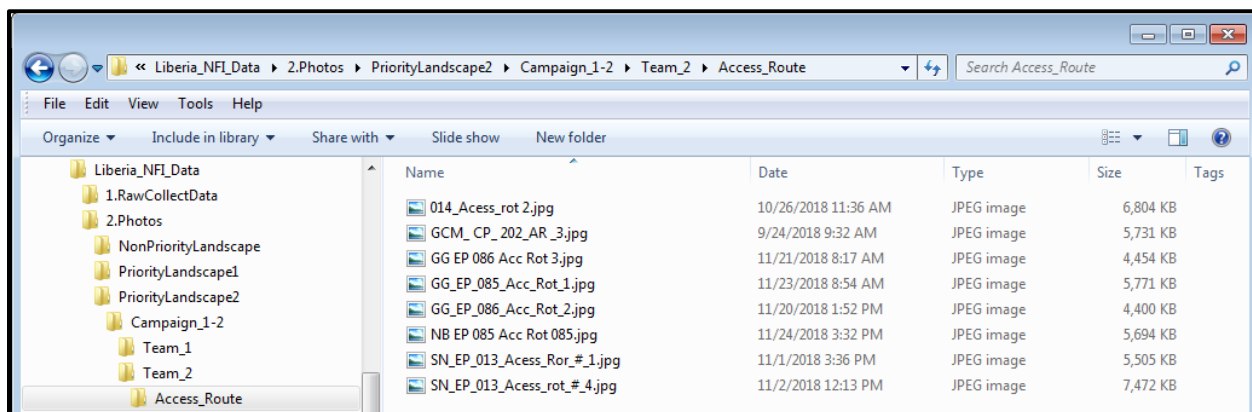 « Liberia_NFI_Data ▸ 2.Photos ▸ PriorityLandscape2 ▸ Campaign_1-2 ▸ Team_2 ▸ Access_Route Search Access_Route
File Edit View Tools Help
Organize Include in library Share with Slide show New folder
Liberia_NFI_Data
1.RawCollectData
2.Photos
NonPriorityLandscape
PriorityLandscape1
PriorityLandscape2
Campaign_1-2
Team_1
Team_2
Access_Route
Name Date Type Size Tags
014_Acess_rot 2.jpg 10/26/2018 11:36 AM JPEG image 6,804 KB
GCM_ CP_ 202_AR _3.jpg 9/24/2018 9:32 AM JPEG image 5,731 KB
GG EP 086 Acc Rot 3.jpg 11/21/2018 8:17 AM JPEG image 4,454 KB
GG_EP_085_Acc_Rot_1.jpg 11/23/2018 8:54 AM JPEG image 5,771 KB
GG_EP_086_Acc_Rot_2.jpg 11/20/2018 1:52 PM JPEG image 4,400 KB
NB EP 085 Acc Rot 085.jpg 11/24/2018 3:32 PM JPEG image 5,694 KB
SN_EP_013_Acess_Ror_#_1.jpg 11/1/2018 3:36 PM JPEG image 5,505 KB
SN_EP_013_Acess_rot_#_4.jpg 11/2/2018 12:13 PM JPEG image 7,472 KB